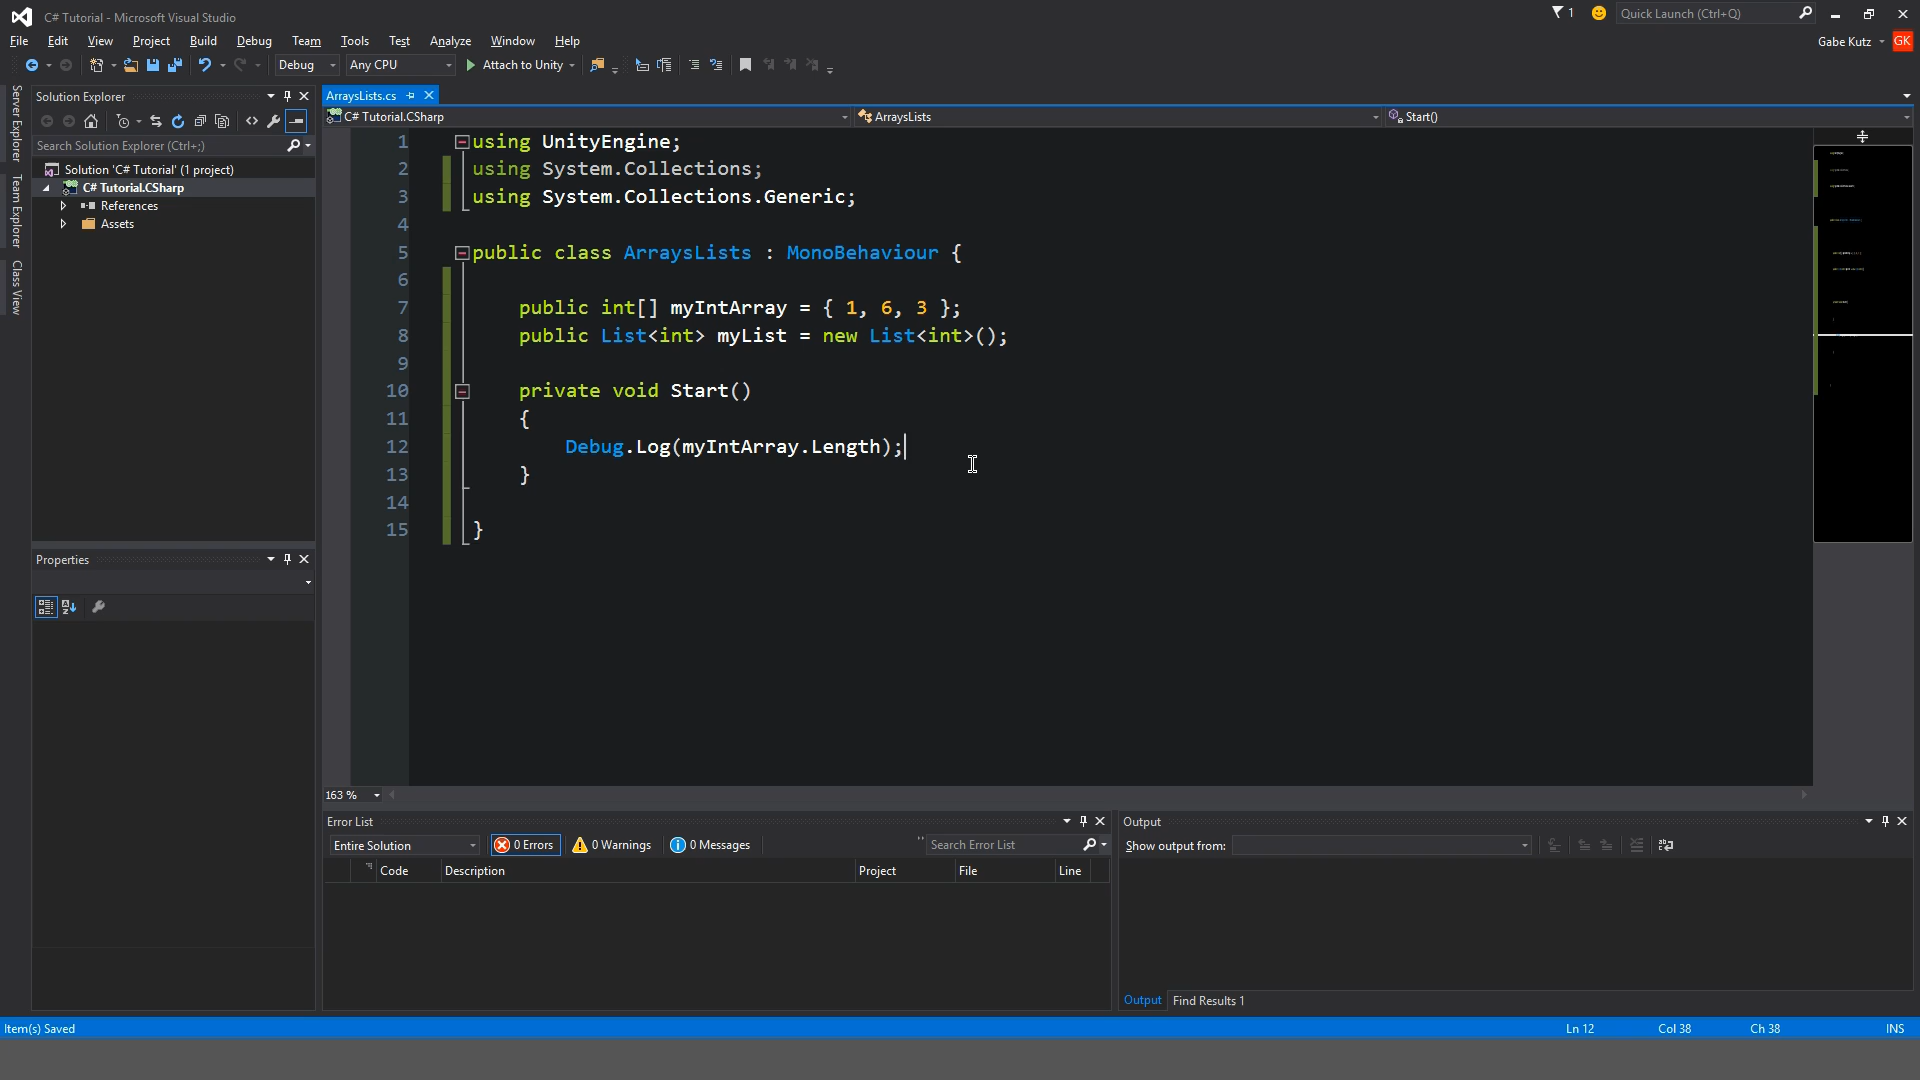 C# Tutorial - Microsoft Visual Studio
1
Quick Launch (Ctrl+Q)
File Edit View Project Build Debug Team Tools Test Analyze Window Help
Gabe Kutz GK
Debug Any CPU Attach to Unity
Server Explorer
Team Explorer
Class View
Solution Explorer
Search Solution Explorer (Ctrl+;)
Solution 'C# Tutorial' (1 project)
C# Tutorial.CSharp
References
Assets
Properties
ArraysLists.cs
C# Tutorial.CSharp ArraysLists Start()
1 using UnityEngine;
2 using System.Collections;
3 using System.Collections.Generic;
4
5 public class ArraysLists : MonoBehaviour {
6
7 public int[] myIntArray = { 1, 6, 3 };
8 public List<int> myList = new List<int>();
9
10 private void Start()
11 {
12 Debug.Log(myIntArray.Length);
13 }
14
15 }
163 %
Error List
Entire Solution 0 Errors 0 Warnings 0 Messages Search Error List
Code Description Project File Line
Output
Show output from:
Output Find Results 1
Item(s) Saved Ln 12 Col 38 Ch 38 INS